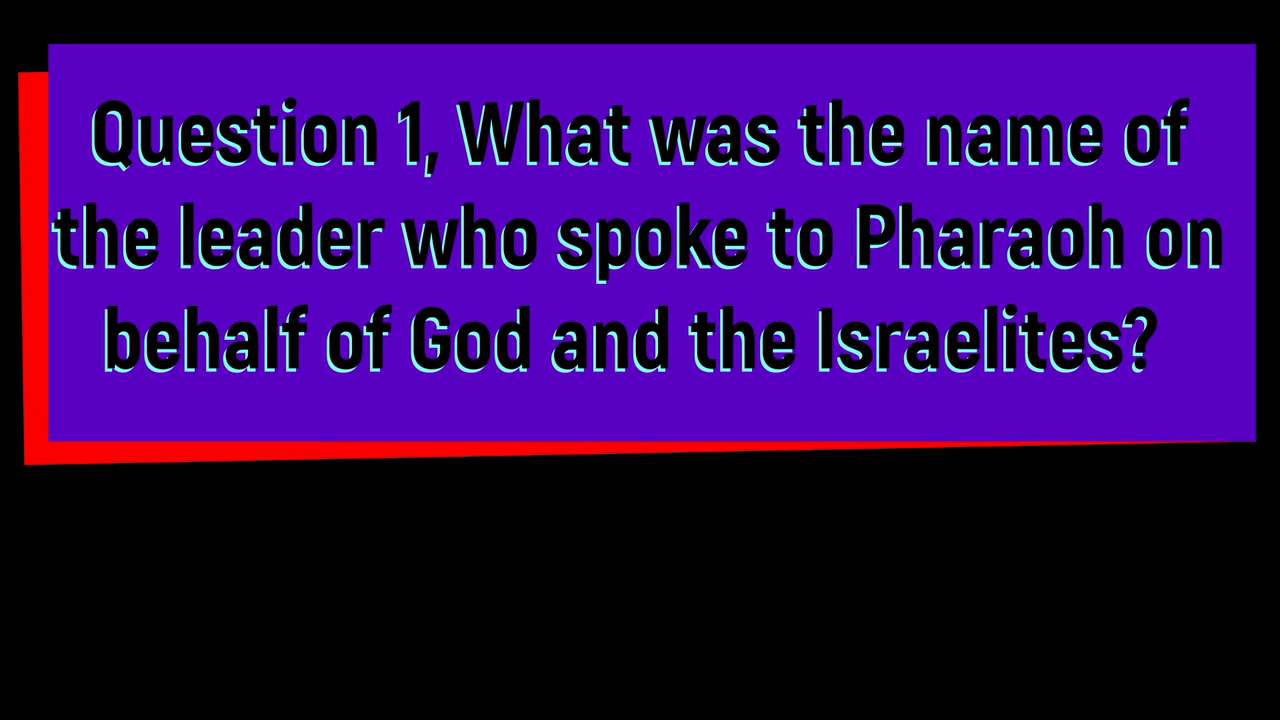 Question 1, What was the name of
the leader who spoke to Pharaoh on
behalf of God and the Israelites?